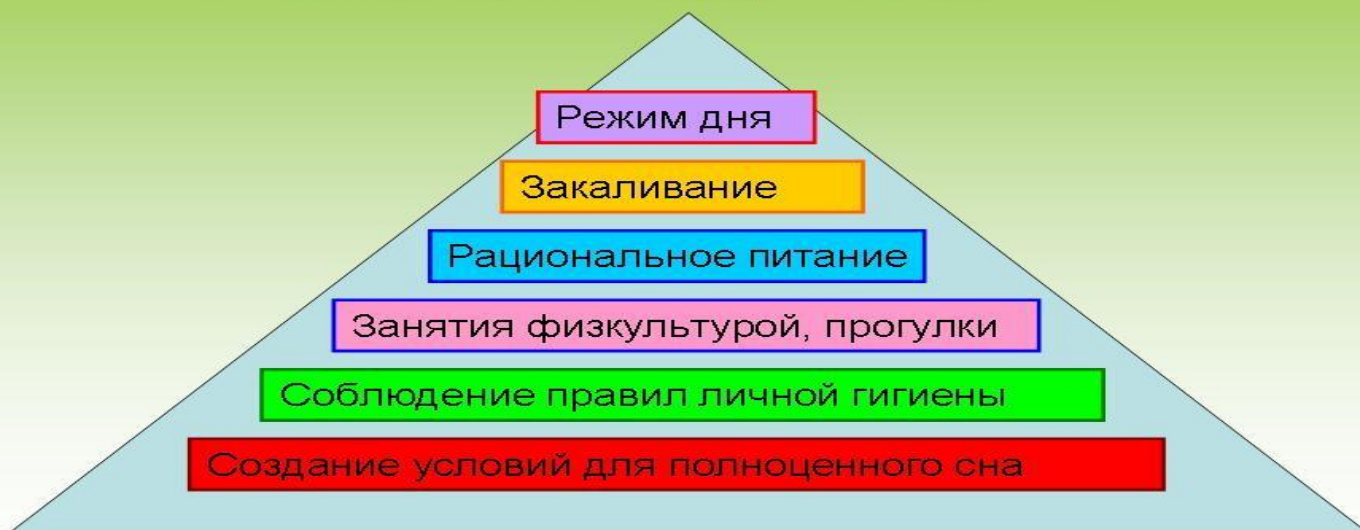 Режим дня
Закаливание
Рациональное питание
Занятия физкультурой, прогулки
Соблюдение правил личной гигиены
Создание условий для полноценного сна